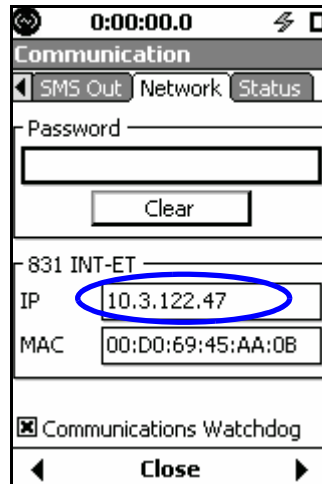 0:00:00.0
Communication
SMS Out Network Status
Password
Clear
831 INT-ET
IP 10.3.122.47
MAC 00:D0:69:45:AA:0B
Communications Watchdog
Close